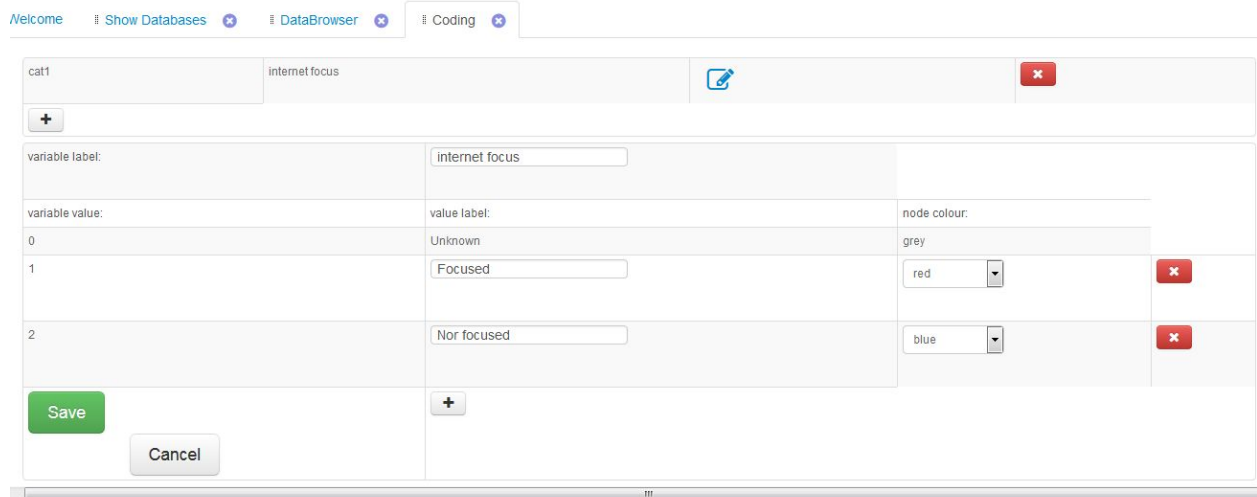 Welcome Show Databases DataBrowser Coding
cat1 internet focus
variable label: internet focus
variable value: value label: node colour:
0 Unknown grey
1 Focused red
2 Nor focused blue
Save
Cancel